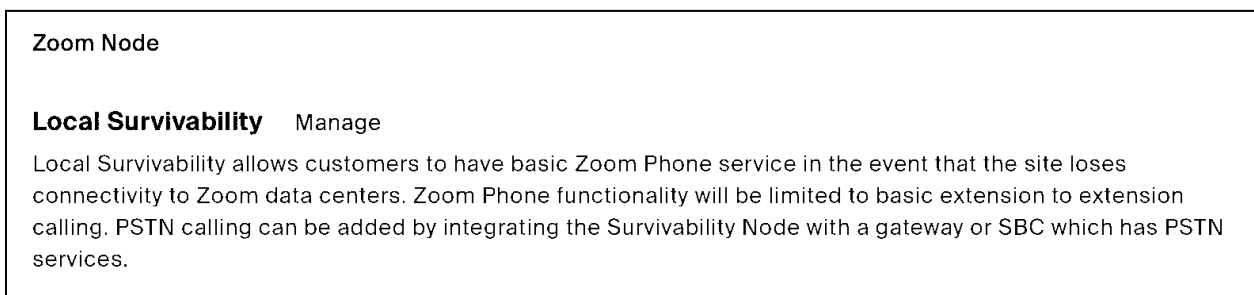 Zoom Node
Local Survivability Manage
Local Survivability allows customers to have basic Zoom Phone service in the event that the site loses
connectivity to Zoom data centers. Zoom Phone functionality will be limited to basic extension to extension
calling. PSTN calling can be added by integrating the Survivability Node with a gateway or SBC which has PSTN
services.